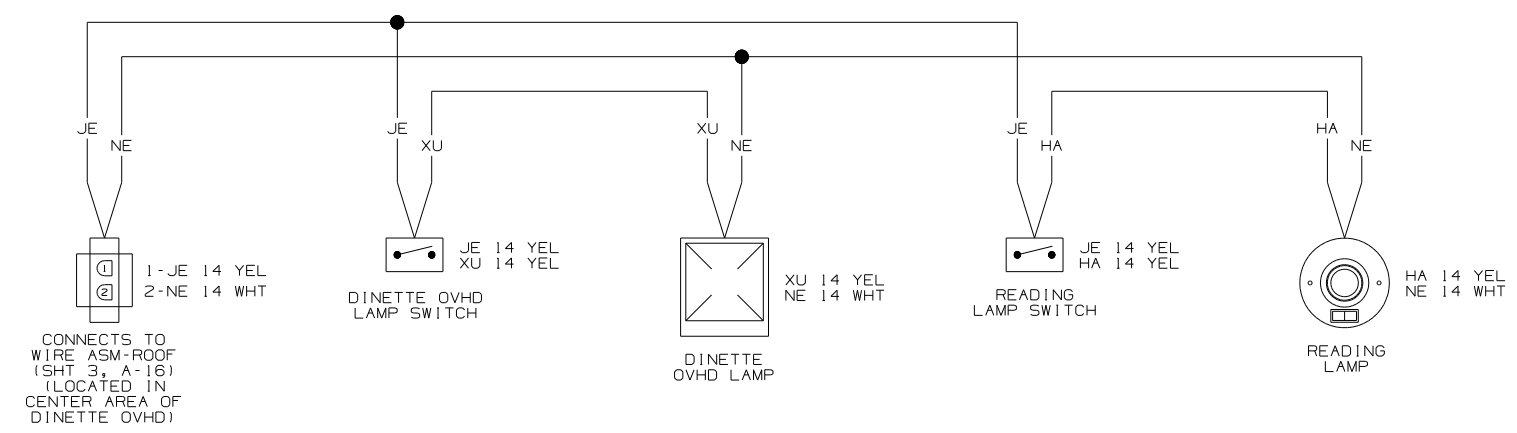 JE
NE
JE
XU
XU
NE
JE
HA
HA
NE
1
2
1-JE 14 YEL
2-NE 14 WHT
CONNECTS TO
WIRE ASM-ROOF
(SHT 3, A-16)
(LOCATED IN
CENTER AREA OF
DINETTE OVHD)
JE 14 YEL
XU 14 YEL
DINETTE OVHD
LAMP SWITCH
XU 14 YEL
NE 14 WHT
DINETTE
OVHD LAMP
JE 14 YEL
HA 14 YEL
READING
LAMP SWITCH
HA 14 YEL
NE 14 WHT
READING
LAMP